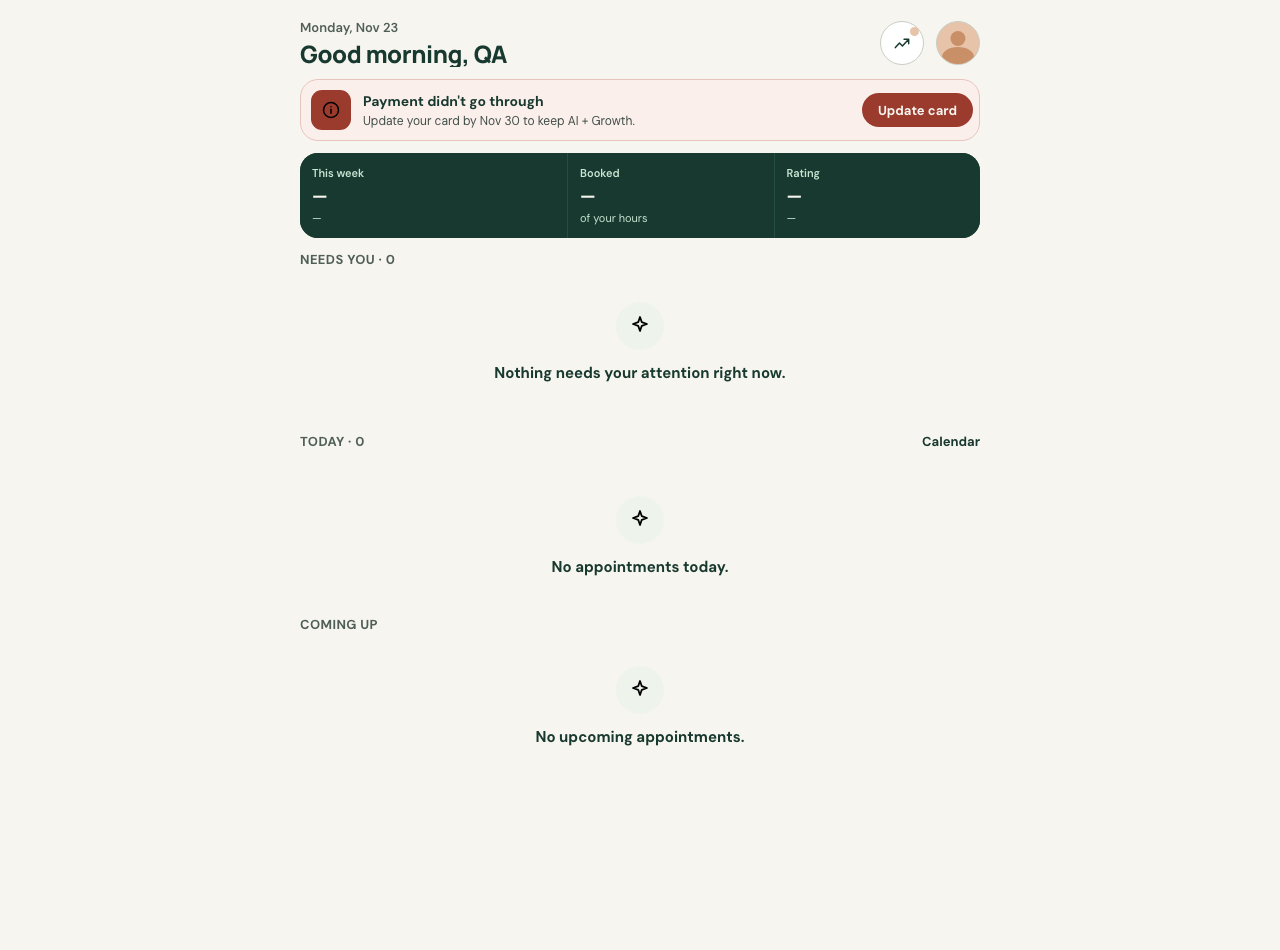 Monday, Nov 23
Good morning, QA
Payment didn't go through
Update your card by Nov 30 to keep AI + Growth.
Update card
This week
—
—
Booked
—
of your hours
Rating
—
—
NEEDS YOU · 0
Nothing needs your attention right now.
TODAY · 0
Calendar
No appointments today.
COMING UP
No upcoming appointments.